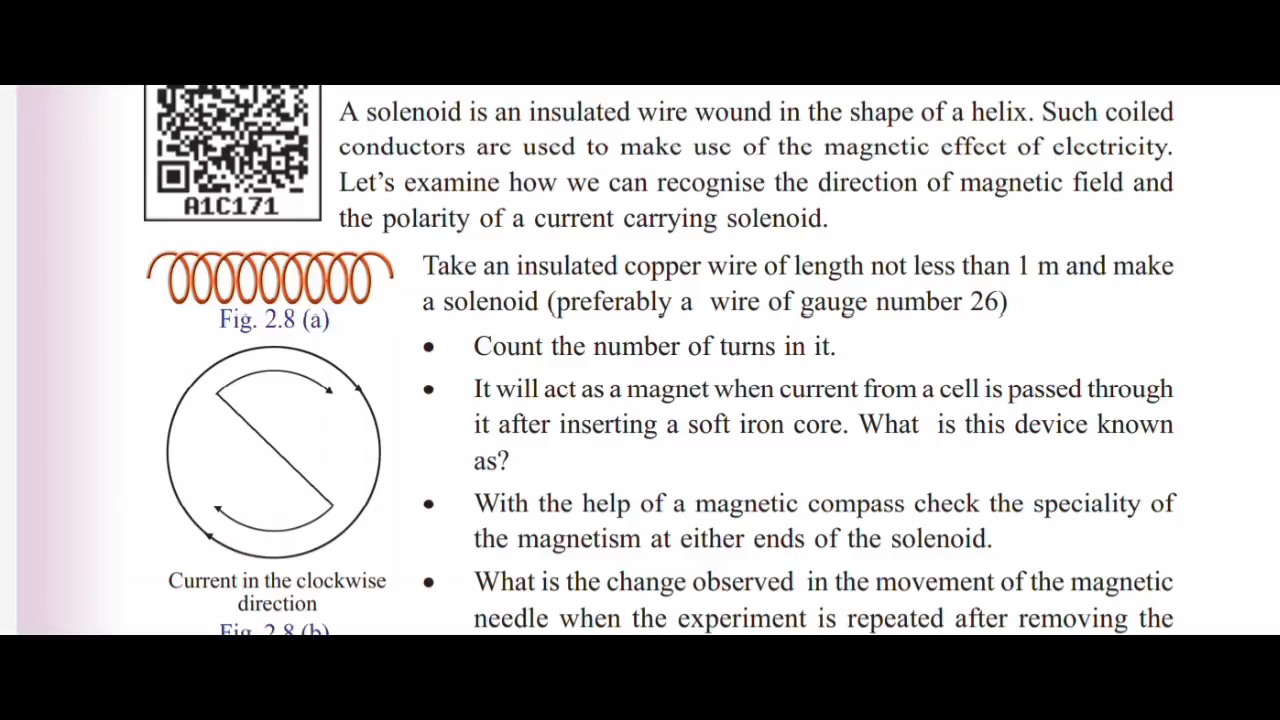 A solenoid is an insulated wire wound in the shape of a helix. Such coiled
conductors are used to make use of the magnetic effect of electricity.
Let's examine how we can recognise the direction of magnetic field and
the polarity of a current carrying solenoid.
A1C171
Fig. 2.8 (a)
Take an insulated copper wire of length not less than 1 m and make
a solenoid (preferably a wire of gauge number 26)
• Count the number of turns in it.
• It will act as a magnet when current from a cell is passed through
it after inserting a soft iron core. What is this device known
as?
• With the help of a magnetic compass check the speciality of
the magnetism at either ends of the solenoid.
• What is the change observed in the movement of the magnetic
needle when the experiment is repeated after removing the
Current in the clockwise
direction
Fig. 2.8 (b)